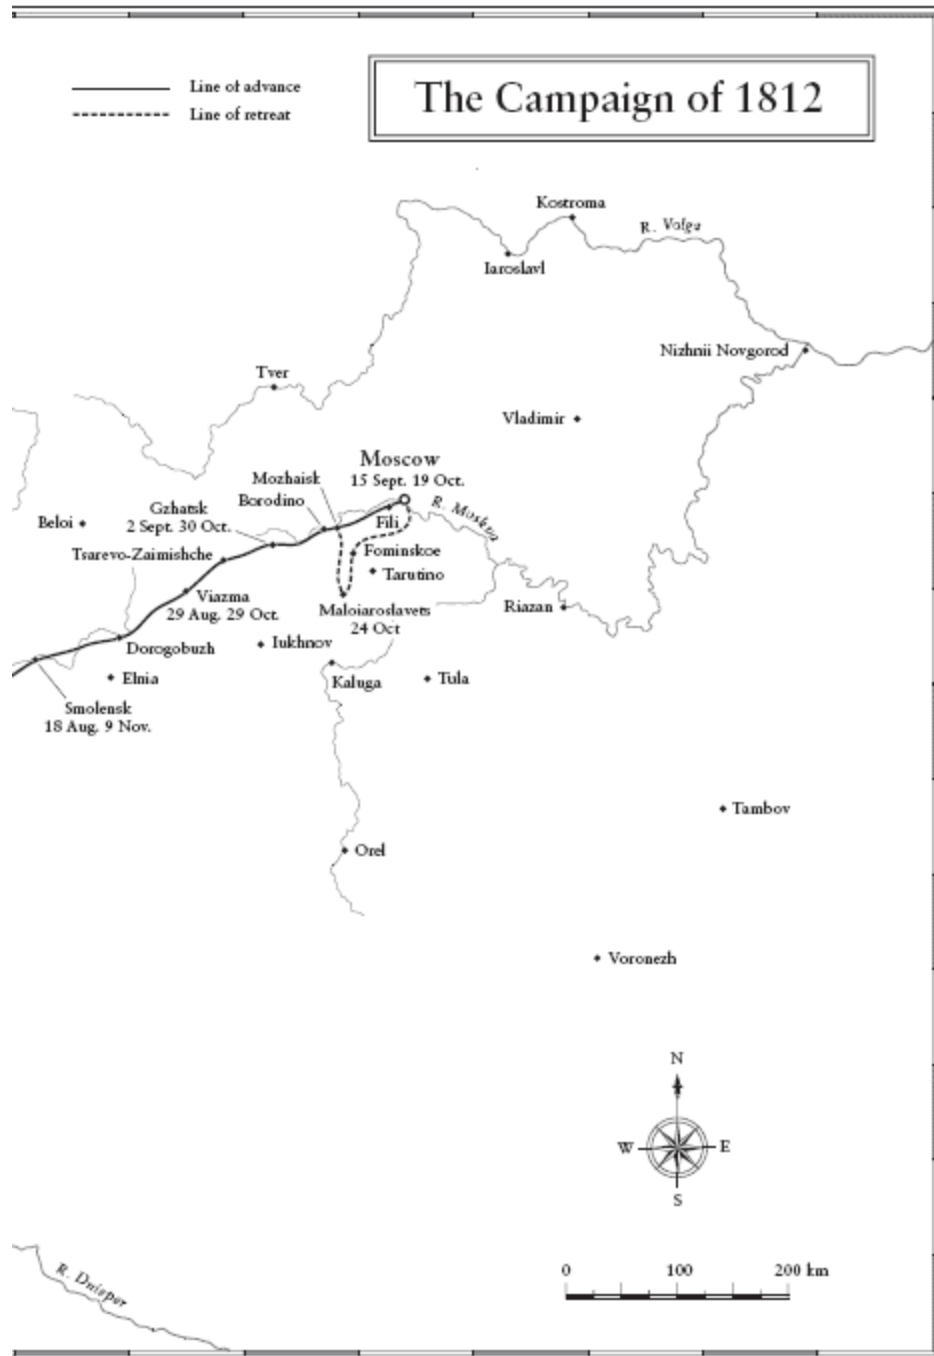 Line of advance
Line of retreat
The Campaign of 1812
Kostroma
R. Volga
Iaroslavl
Nizhnii Novgorod
Tver
Vladimir
Moscow
15 Sept. 19 Oct.
Mozhaisk
Borodino
Gzhatsk
2 Sept. 30 Oct.
Beloi
Fili
R. Moskva
Tsarevo-Zaimishche
Fominskoe
Tarutino
Viazma
29 Aug. 29 Oct.
Maloiaroslavets
24 Oct
Riazan
Dorogobuzh
Iukhnov
Elnia
Kaluga
Tula
Smolensk
18 Aug. 9 Nov.
Tambov
Orel
Voronezh
N
W
E
S
R. Dnieper
0 100 200 km